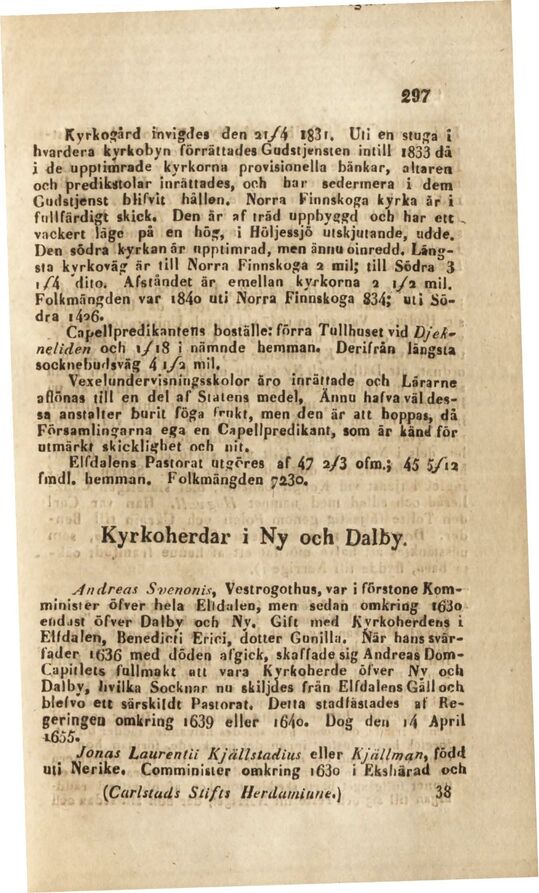 297
Kyrkogård invigdes den 21/4 1831. Uti en stuga i
hvardera kyrkobyn förrättades Gudstjensten intill 1833 då
i de upptimrade kyrkorna provisionella bänkar, altaren
och predikstolar inrättades, och har sedermera i dem
Gudstjenst blifvit hållen. Norra Finnskoga kyrka är i
fullfärdigt skick. Den är af träd uppbyggd och har ett
vackert läge på en hög, i Höljessjö utskjutande, udde.
Den södra kyrkan är upptimrad, men ännu oinredd. Läng-
sta kyrkoväg är till Norra Finnskoga 2 mil; till Södra 3
1/4 dito. Afståndet är emellan kyrkorna 2 1/2 mil.
Folkmängden var 1840 uti Norra Finnskoga 834; uti Sö-
dra 1426.
Capellpredikantens boställe: förra Tullhuset vid Djek-
neliden och 1/18 i nämnde hemman. Derifrån längsta
socknebudsväg 4 1/2 mil.
Vexelundervisningsskolor äro inrättade och Lärarne
aflönas till en del af Statens medel, Ännu hafva väl des-
sa anstalter burit föga frukt, men den är att hoppas, då
Församlingarna ega en Capellpredikant, som är känd för
utmärkt skicklighet och nit.
Elfdalens Pastorat utgöres af 47 2/3 ofm.; 45 5/12
fmdl. hemman. Folkmängden 7230.
Kyrkoherdar i Ny och Dalby.
Andreas Svenonis, Vestrogothus, var i förstone Kom-
minister öfver hela Elfdalen, men sedan omkring 1630
endast öfver Dalby och Ny. Gift med Kyrkoherdens i
Elfdalen, Benedicti Erici, dotter Gunilla. När hans svär-
fader 1636 med döden afgick, skaffade sig Andreas Dom-
Capitlets fullmakt att vara Kyrkoherde öfver Ny och
Dalby, hvilka Socknar nu skiljdes från Elfdalens Gäll och
blefvo ett särskildt Pastorat. Detta stadfästades af Re-
geringen omkring 1639 eller 1640. Dog den 14 April
1655.
Jonas Laurentii Kjällstadius eller Kjällman, född
uti Nerike. Comminister omkring 1630 i Ekshärad och
(Carlstads Stifts Herdaminne.) 38